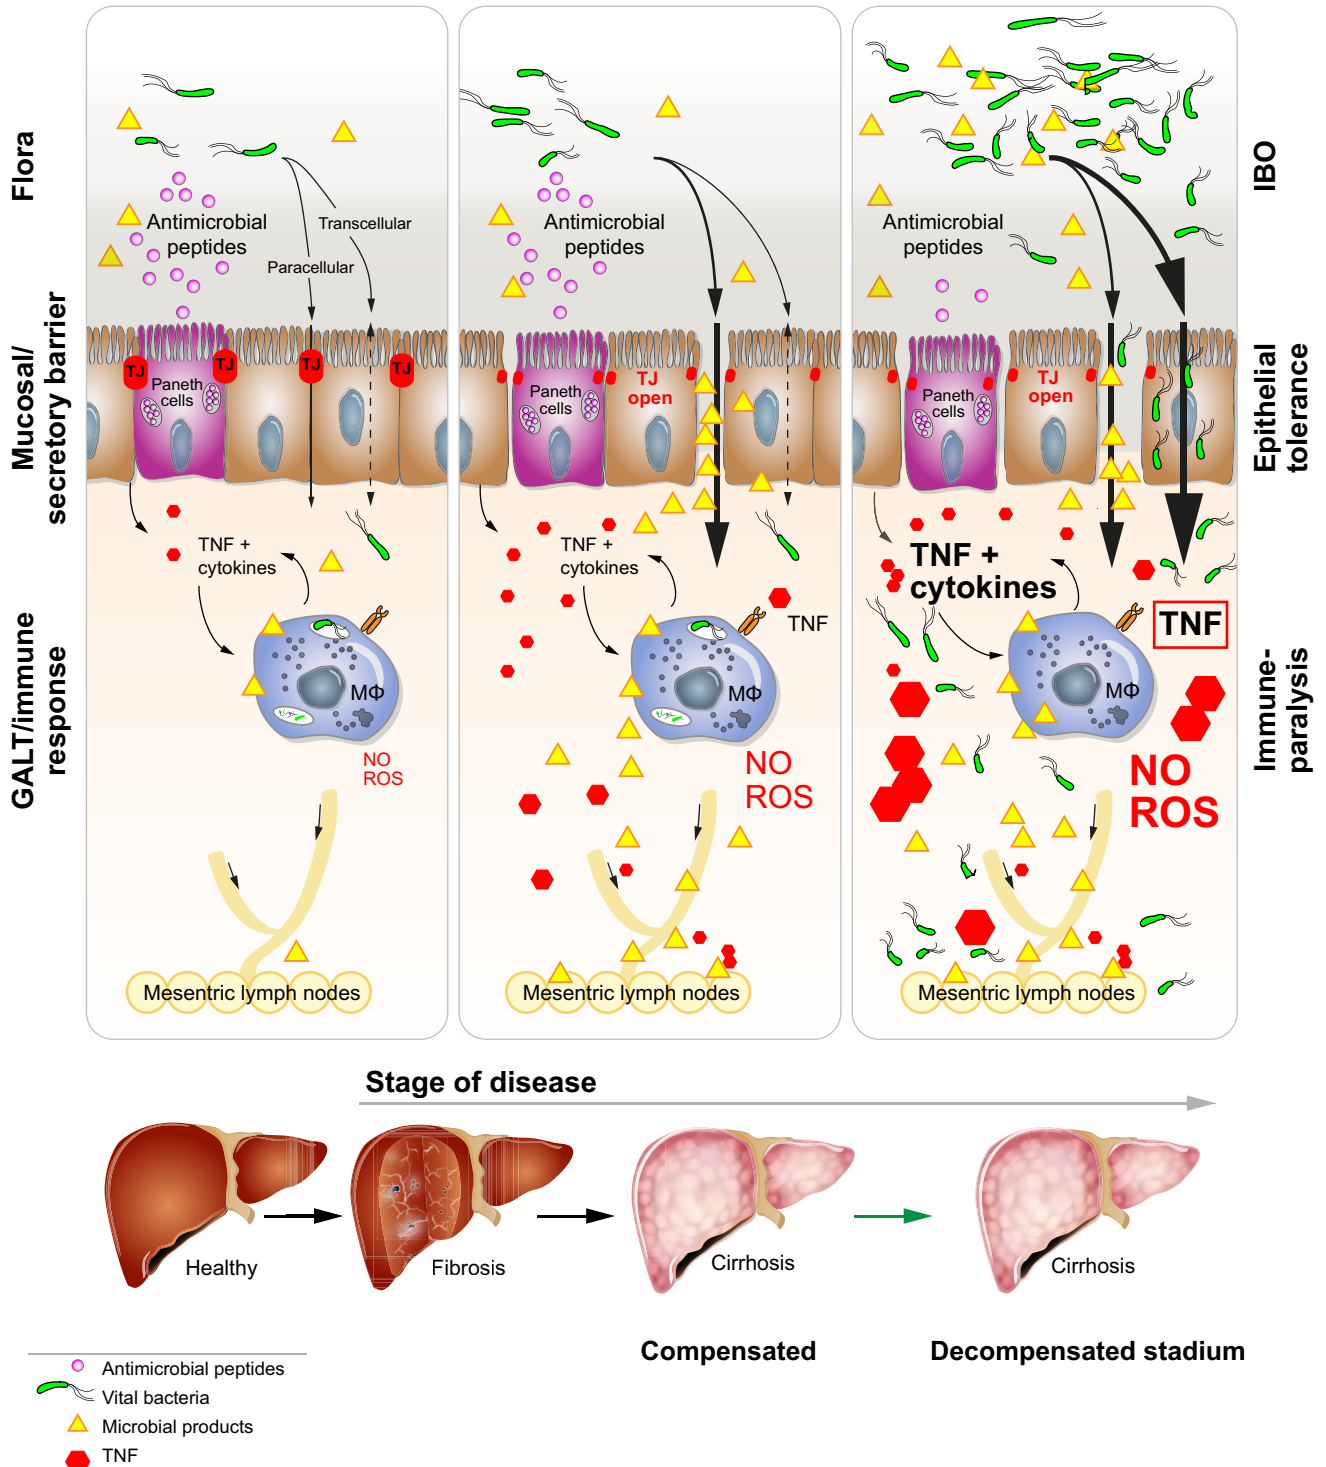 Flora
Mucosal/
secretory barrier
GALT/immune
response
Antimicrobial
peptides
Transcellular
Paracellular
TJ
TJ
TJ
TJ
Paneth
cells
TNF +
cytokines
MΦ
NO
ROS
Mesentric lymph nodes
Antimicrobial
peptides
Paneth
cells
TJ
open
TNF +
cytokines
TNF
MΦ
NO
ROS
Mesentric lymph nodes
Antimicrobial
peptides
Paneth
cells
TJ
open
TNF +
cytokines
TNF
MΦ
NO
ROS
Mesentric lymph nodes
IBO
Epithelial
tolerance
Immune-
paralysis
Stage of disease
Healthy
Fibrosis
Cirrhosis
Cirrhosis
Compensated
Decompensated stadium
Antimicrobial peptides
Vital bacteria
Microbial products
TNF